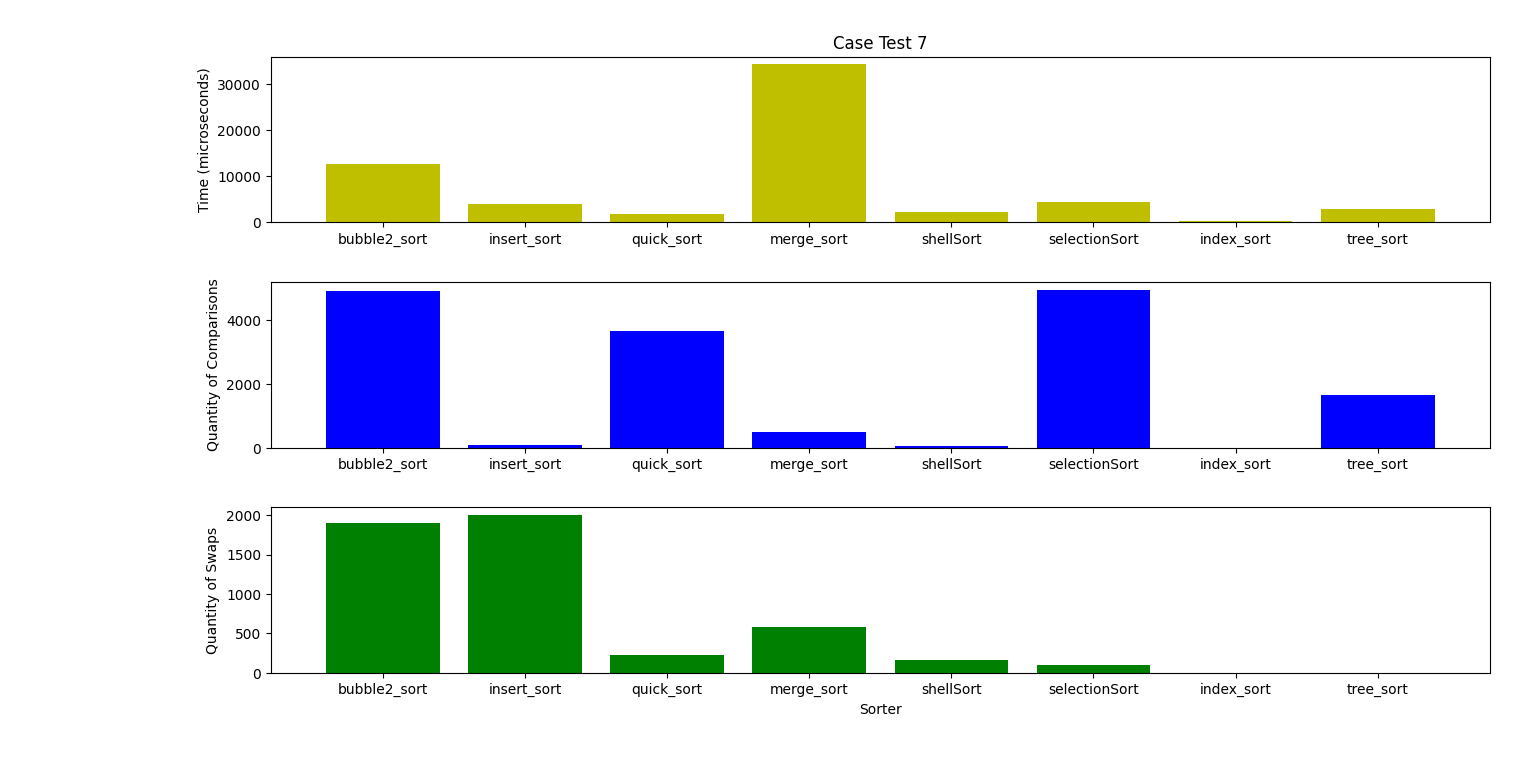 Case Test 7
Time (microseconds)
30000
20000
10000
0
bubble2_sort insert_sort quick_sort merge_sort shellSort selectionSort index_sort tree_sort
Quantity of Comparisons
4000
2000
0
bubble2_sort insert_sort quick_sort merge_sort shellSort selectionSort index_sort tree_sort
Quantity of Swaps
2000
1500
1000
500
0
bubble2_sort insert_sort quick_sort merge_sort shellSort selectionSort index_sort tree_sort
Sorter